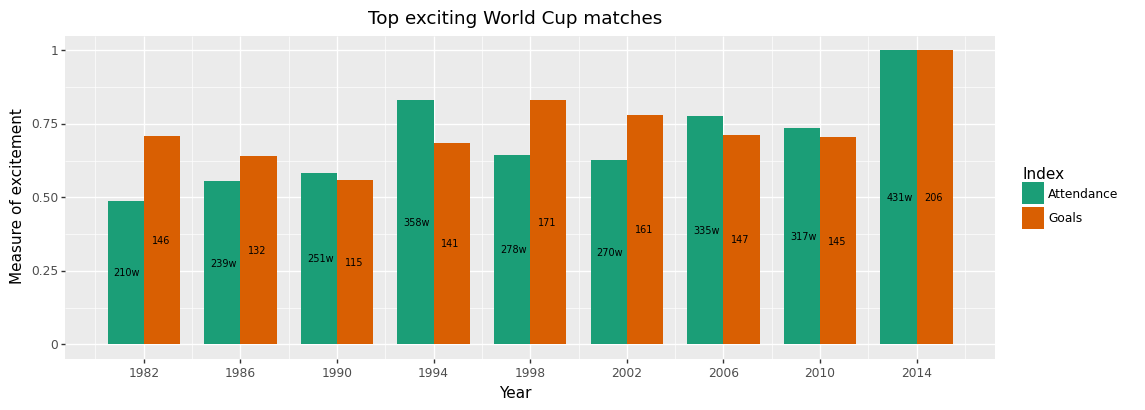 Top exciting World Cup matches
Measure of excitement
1
0.75
0.50
0.25
0
210w 146
239w 132
251w 115
358w 141
278w 171
270w 161
335w 147
317w 145
431w 206
1982 1986 1990 1994 1998 2002 2006 2010 2014
Year
Index
Attendance
Goals